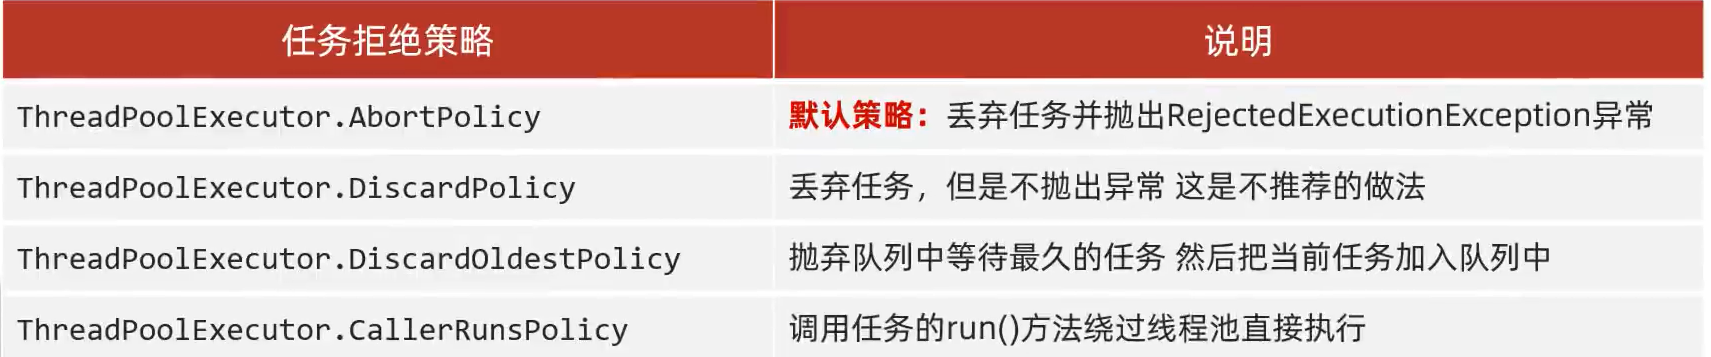 任务拒绝策略 说明
ThreadPoolExecutor.AbortPolicy 默认策略：丢弃任务并抛出RejectedExecutionException异常
ThreadPoolExecutor.DiscardPolicy 丢弃任务，但是不抛出异常 这是不推荐的做法
ThreadPoolExecutor.DiscardOldestPolicy 抛弃队列中等待最久的任务 然后把当前任务加入队列中
ThreadPoolExecutor.CallerRunsPolicy 调用任务的run()方法绕过线程池直接执行